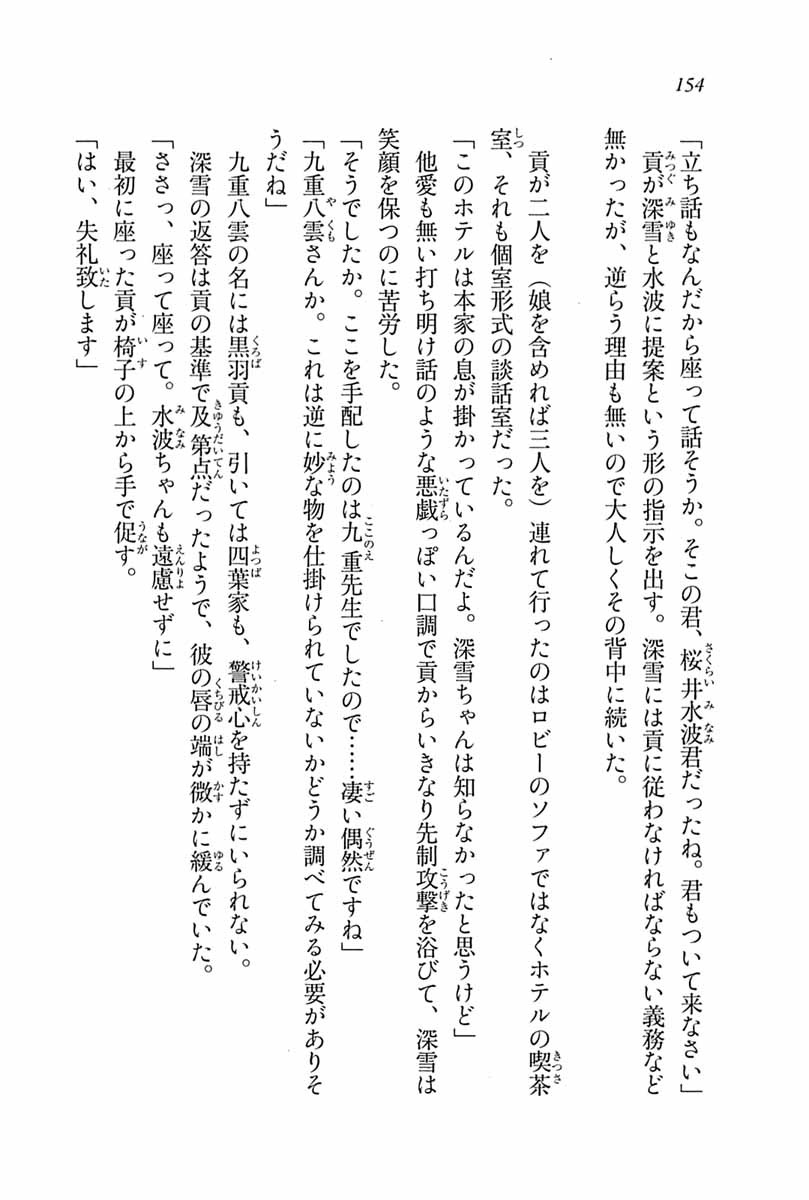 154
「立ち話もなんだから座って話そうか。そこの君、桜井水波君だったね。君もついて来なさい」
貢が深雪と水波に提案という形の指示を出す。深雪には貢に従わなければならない義務など
無かったが、逆らう理由も無いので大人しくその背中に続いた。
貢が二人を（娘を含めれば三人を）連れて行ったのはロビーのソファではなくホテルの喫茶
室、それも個室形式の談話室だった。
「このホテルは本家の息が掛かっているんだよ。深雪ちゃんは知らなかったと思うけど」
他愛も無い打ち明け話のような悪戯っぽい口調で貢からいきなり先制攻撃を浴びて、深雪は
笑顔を保つのに苦労した。
「そうでしたか。ここを手配したのは九重先生でしたので……凄い偶然ですね」
「九重八雲さんか。これは逆に妙な物を仕掛けられていないかどうか調べてみる必要がありそ
うだね」
九重八雲の名には黒羽貢も、引いては四葉家も、警戒心を持たずにいられない。
深雪の返答は貢の基準で及第点だったようで、彼の唇の端が微かに緩んでいた。
「ささっ、座って座って。水波ちゃんも遠慮せずに」
最初に座った貢が椅子の上から手で促す。
「はい、失礼致します」